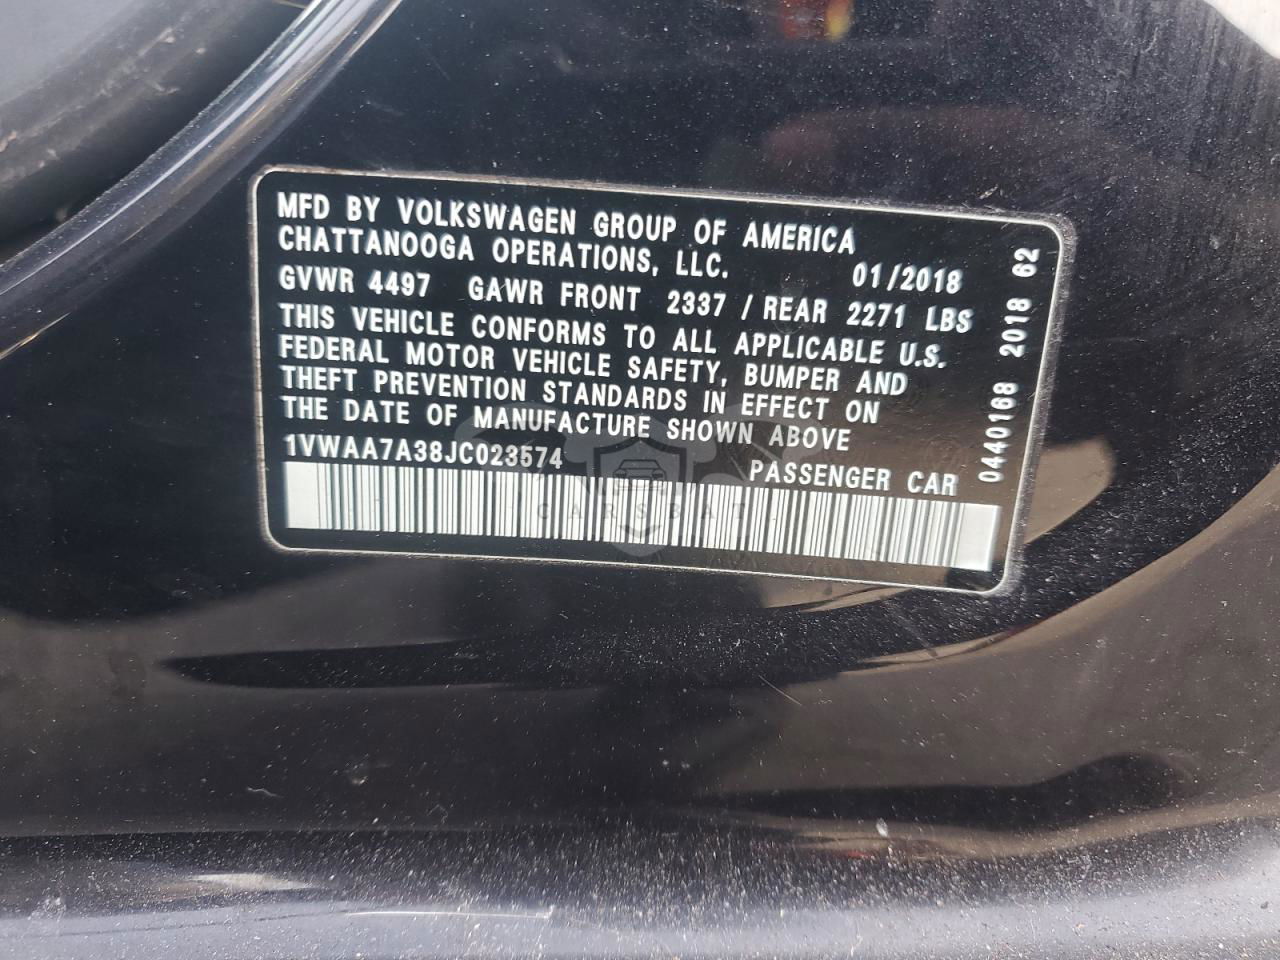 MFD BY VOLKSWAGEN GROUP OF AMERICA
CHATTANOOGA OPERATIONS, LLC.
01/2018
GVWR 4497 GAWR FRONT 2337 / REAR 2271 LBS
THIS VEHICLE CONFORMS TO ALL APPLICABLE U.S.
FEDERAL MOTOR VEHICLE SAFETY, BUMPER AND
THEFT PREVENTION STANDARDS IN EFFECT ON
THE DATE OF MANUFACTURE SHOWN ABOVE
1VWAA7A38JC023574
PASSENGER CAR
0440168 2018 62
CARSBAT